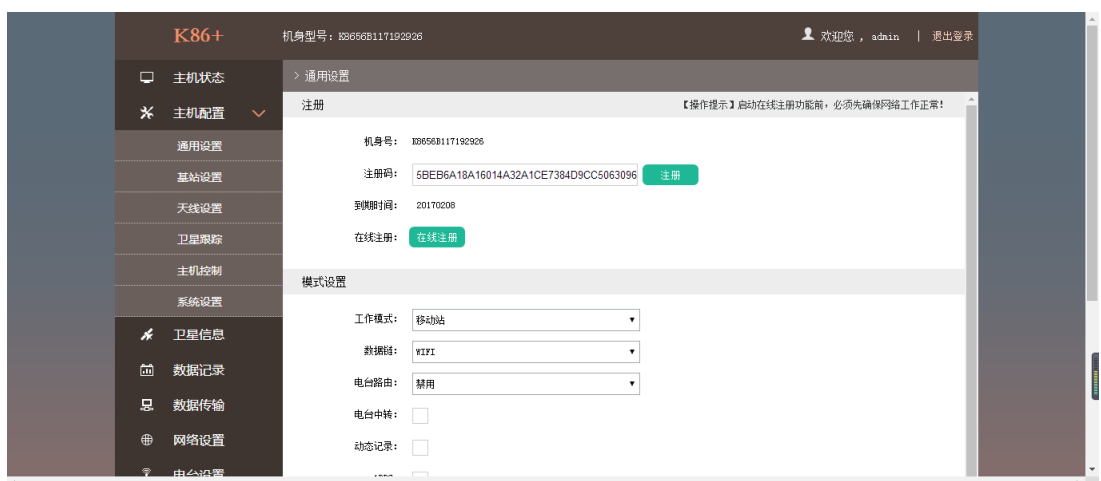 K86+ 机身型号：K8656B117192926 欢迎您 ，admin | 退出登录
主机状态
> 通用设置
主机配置
注册 【操作提示】启动在线注册功能前，必须先确保网络工作正常！
通用设置
机身号： K8656B117192926
基站设置
注册码： 5BEB6A18A16014A32A1CE7384D9CC5063096 注册
天线设置
到期时间： 20170208
卫星跟踪
在线注册： 在线注册
主机控制
模式设置
系统设置
工作模式： 移动站
卫星信息
数据链： WIFI
数据记录
电台路由： 禁用
数据传输
电台中转：
网络设置
动态记录：
电台设置